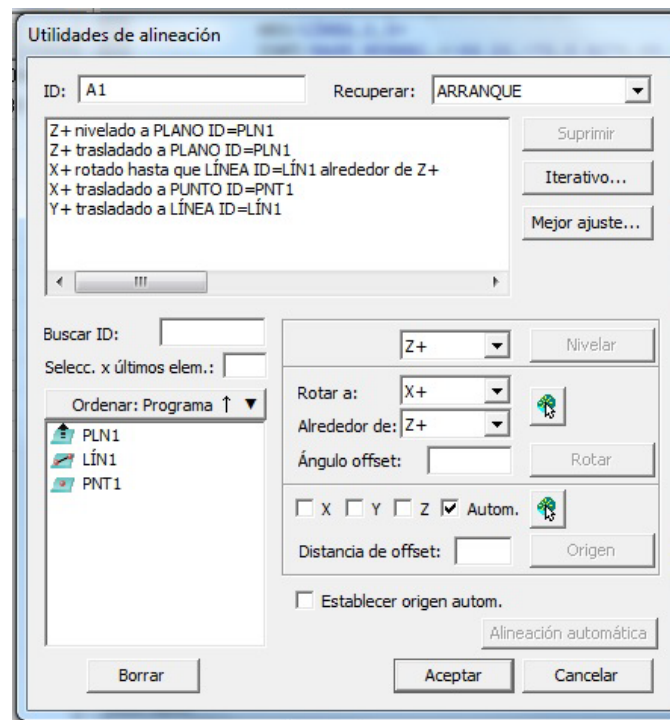 Utilidades de alineación
ID: A1 Recuperar: ARRANQUE
Z+ nivelado a PLANO ID=PLN1
Z+ trasladado a PLANO ID=PLN1
X+ rotado hasta que LÍNEA ID=LÍN1 alrededor de Z+
X+ trasladado a PUNTO ID=PNT1
Y+ trasladado a LÍNEA ID=LÍN1
Suprimir
Iterativo...
Mejor ajuste...
Buscar ID:
Selecc. x últimos elem.:
Ordenar: Programa ↑ ▼
PLN1
LÍN1
PNT1
Z+ Nivelar
Rotar a: X+
Alrededor de: Z+
Ángulo offset: Rotar
X Y Z Autom.
Distancia de offset: Origen
Establecer origen autom.
Alineación automática
Borrar Aceptar Cancelar